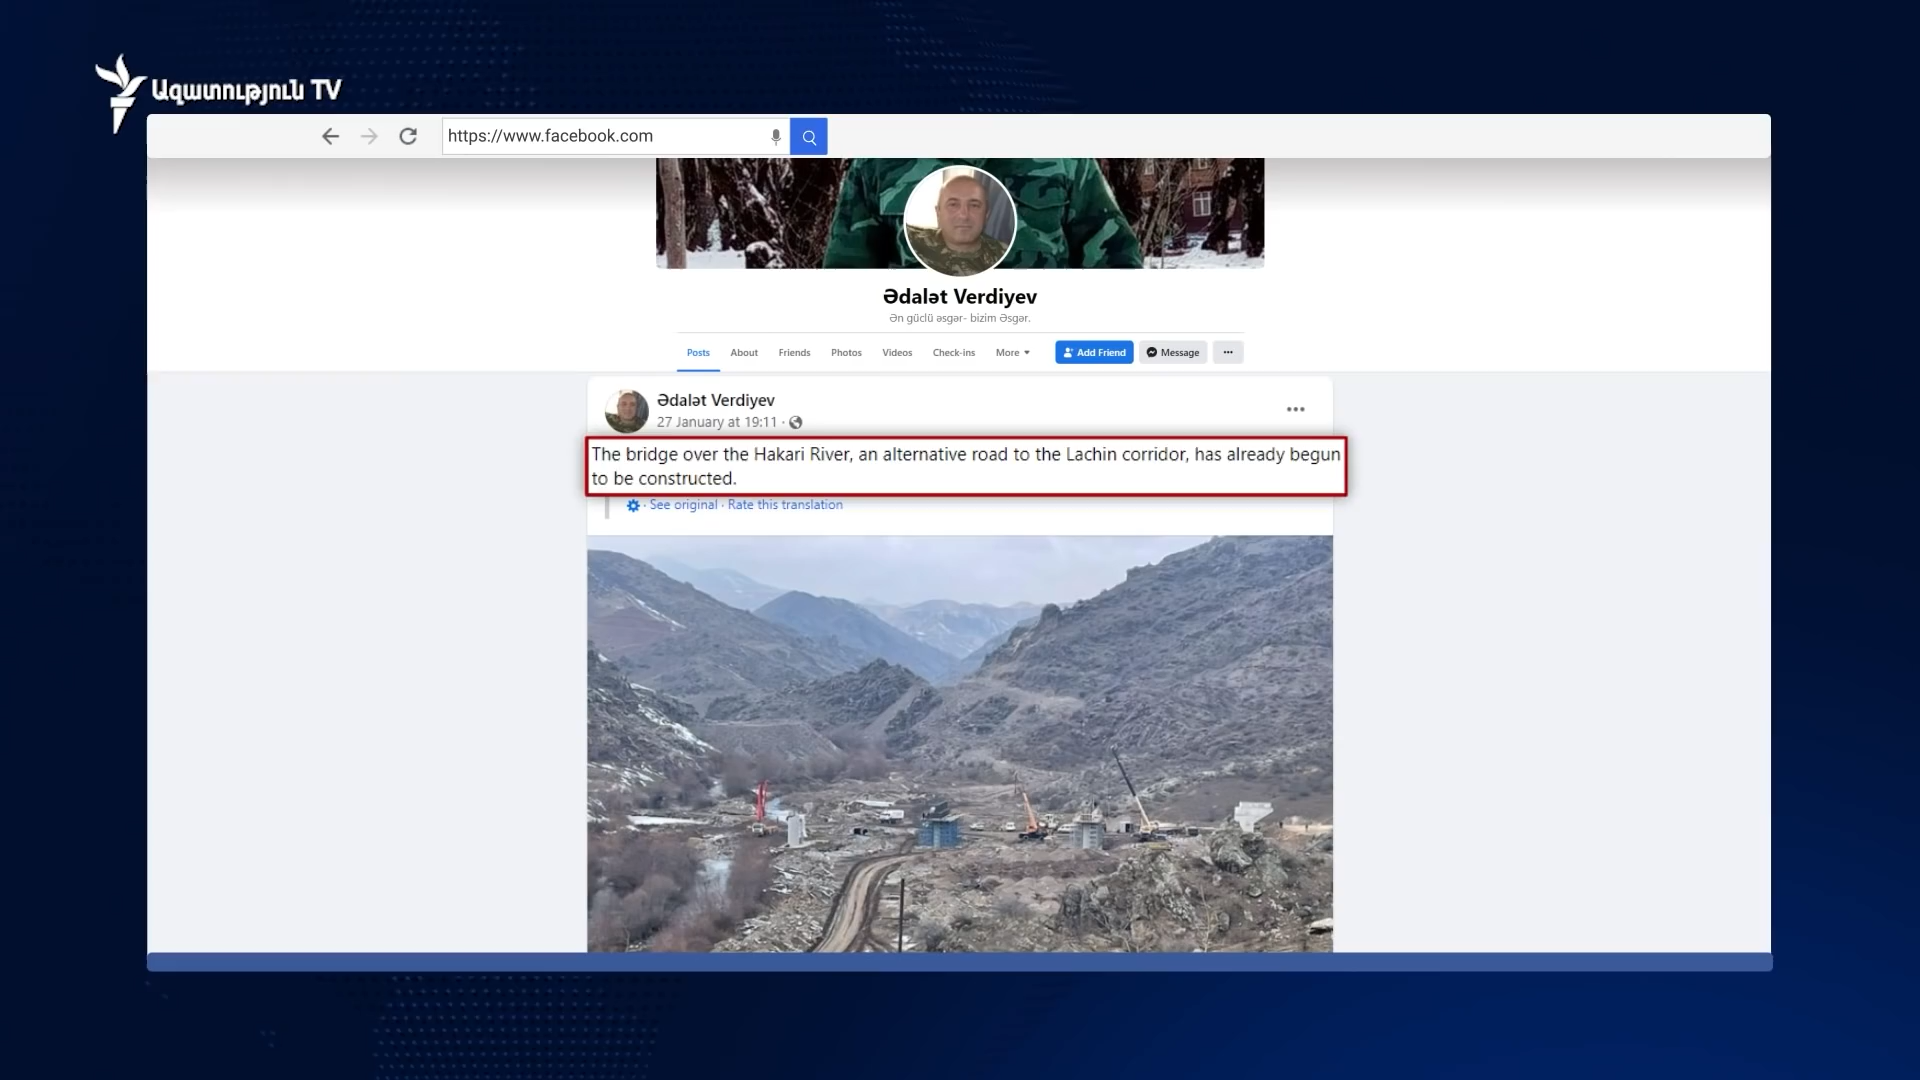 Ազատություն TV
https://www.facebook.com
Ədalət Verdiyev
Ən güclü əsgər- bizim Əsgər.
Posts About Friends Photos Videos Check-ins More Add Friend Message
Ədalət Verdiyev
27 January at 19:11 ·
The bridge over the Hakari River, an alternative road to the Lachin corridor, has already begun
to be constructed.
· See original · Rate this translation